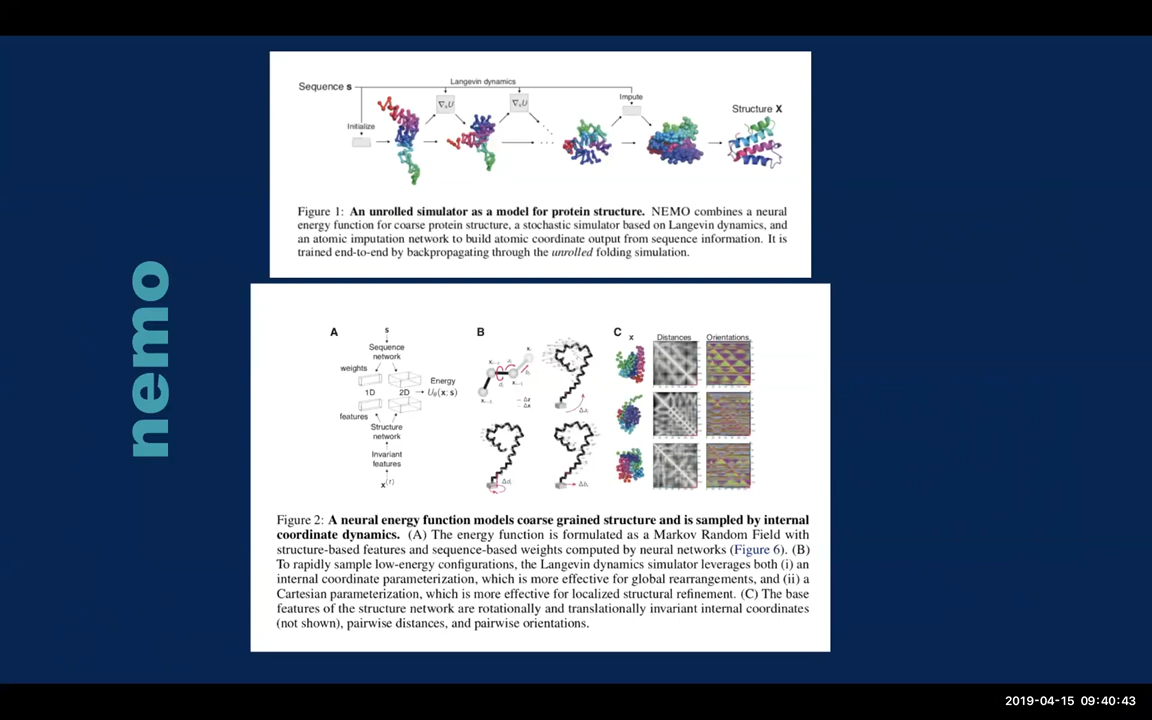 nemo
Sequence s
Langevin dynamics
∇ₓU
∇ₓU
Impute
Structure X
Initialize
Figure 1: An unrolled simulator as a model for protein structure. NEMO combines a neural
energy function for coarse protein structure, a stochastic simulator based on Langevin dynamics, and
an atomic imputation network to build atomic coordinate output from sequence information. It is
trained end-to-end by backpropagating through the unrolled folding simulation.
A
s
Sequence
network
weights
1D
2D
Energy
Uθ(x; s)
features
Structure
network
Invariant
features
x⁽ᵗ⁾
B
C
x
Distances
Orientations
Figure 2: A neural energy function models coarse grained structure and is sampled by internal
coordinate dynamics. (A) The energy function is formulated as a Markov Random Field with
structure-based features and sequence-based weights computed by neural networks (Figure 6). (B)
To rapidly sample low-energy configurations, the Langevin dynamics simulator leverages both (i) an
internal coordinate parameterization, which is more effective for global rearrangements, and (ii) a
Cartesian parameterization, which is more effective for localized structural refinement. (C) The base
features of the structure network are rotationally and translationally invariant internal coordinates
(not shown), pairwise distances, and pairwise orientations.
2019-04-15 09:40:43